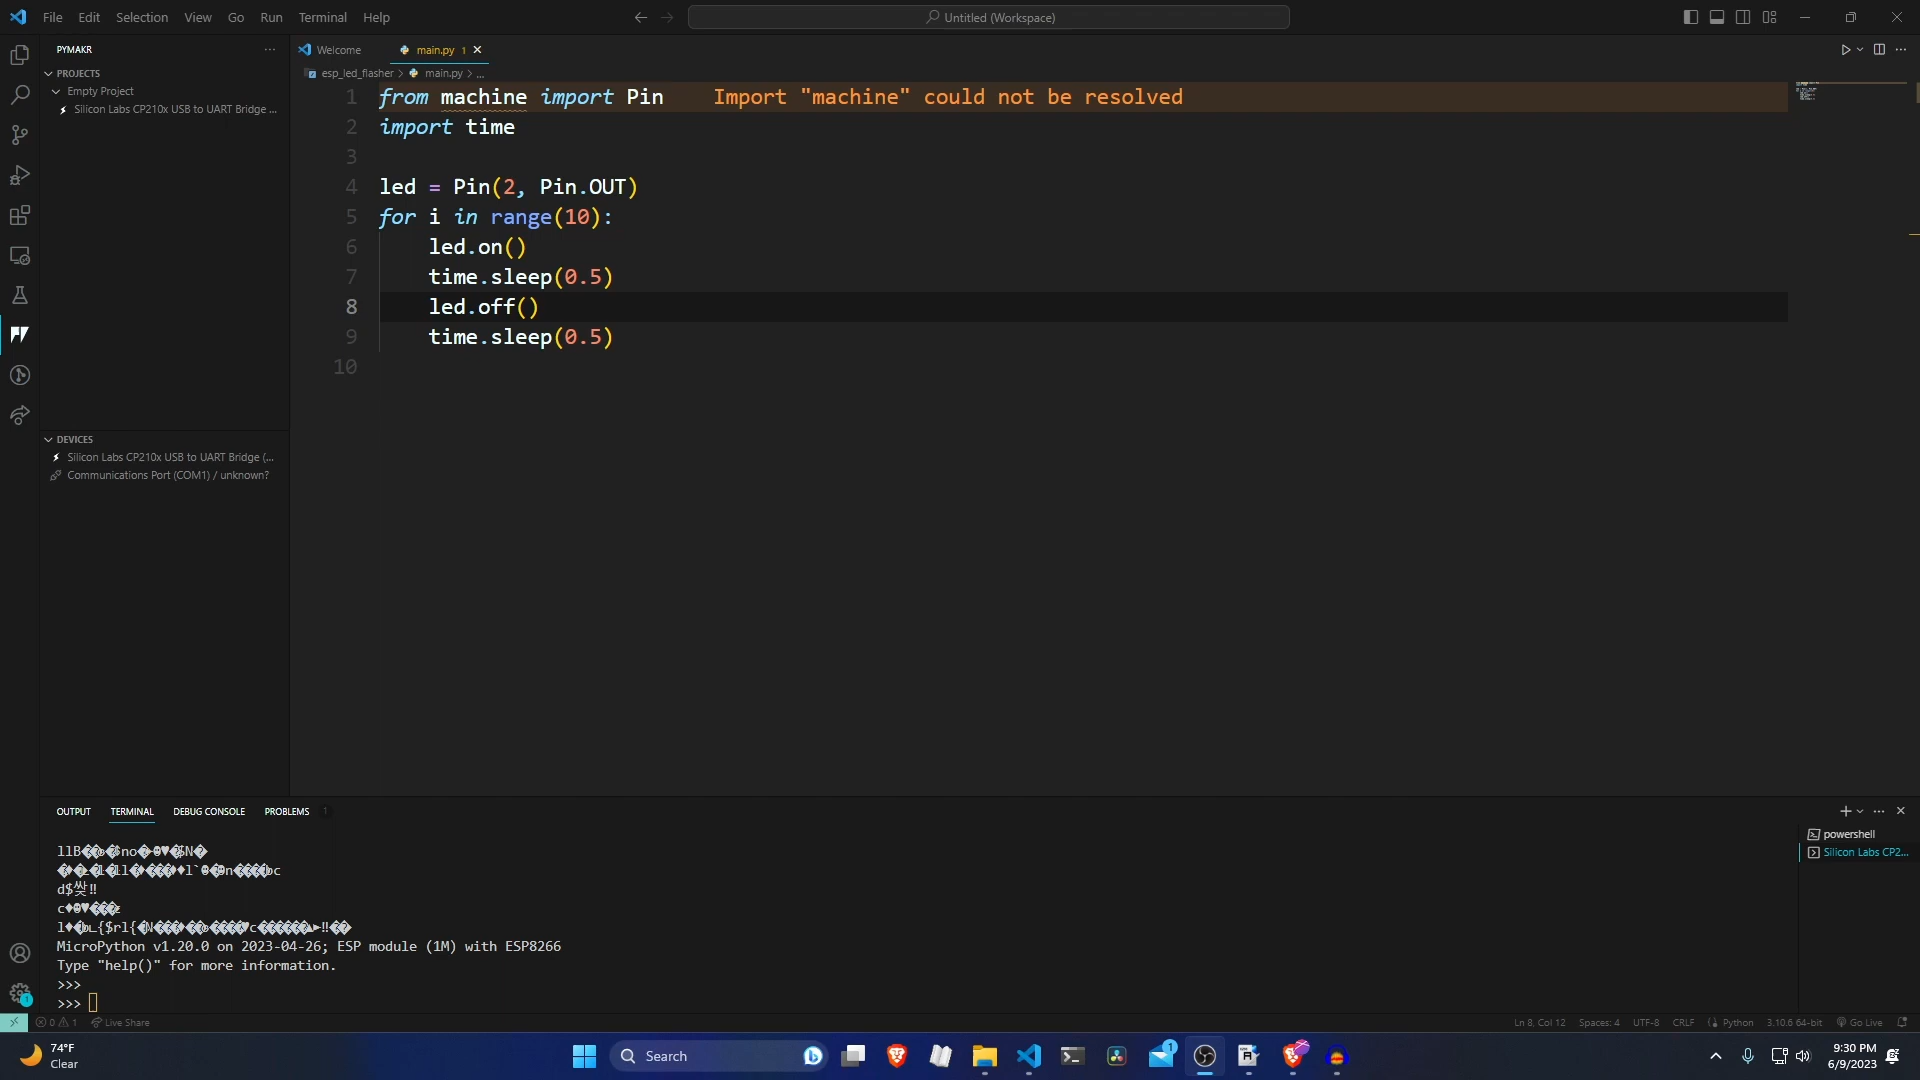 File Edit Selection View Go Run Terminal Help
Untitled (Workspace)
PYMAKR
PROJECTS
Empty Project
Silicon Labs CP210x USB to UART Bridge ...
Welcome
main.py 1
esp_led_flasher > main.py > ...
1 from machine import Pin Import "machine" could not be resolved
2 import time
3
4 led = Pin(2, Pin.OUT)
5 for i in range(10):
6 led.on()
7 time.sleep(0.5)
8 led.off()
9 time.sleep(0.5)
10
DEVICES
Silicon Labs CP210x USB to UART Bridge (...
Communications Port (COM1) / unknown?
OUTPUT TERMINAL DEBUG CONSOLE PROBLEMS 1
powershell
Silicon Labs CP2...
MicroPython v1.20.0 on 2023-04-26; ESP module (1M) with ESP8266
Type "help()" for more information.
>>>
>>>
0 1 Live Share
Ln 8, Col 12 Spaces: 4 UTF-8 CRLF Python 3.10.6 64-bit Go Live
74°F
Clear
Search
1
9:30 PM
6/9/2023